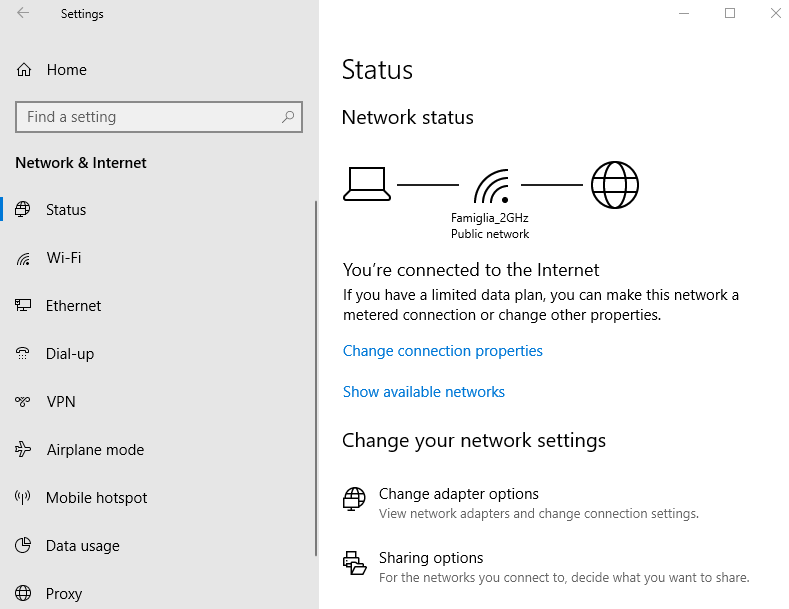 Settings
Home
Find a setting
Network & Internet
Status
Wi-Fi
Ethernet
Dial-up
VPN
Airplane mode
Mobile hotspot
Data usage
Proxy
Status
Network status
Famiglia_2GHz
Public network
You're connected to the Internet
If you have a limited data plan, you can make this network a
metered connection or change other properties.
Change connection properties
Show available networks
Change your network settings
Change adapter options
View network adapters and change connection settings.
Sharing options
For the networks you connect to, decide what you want to share.